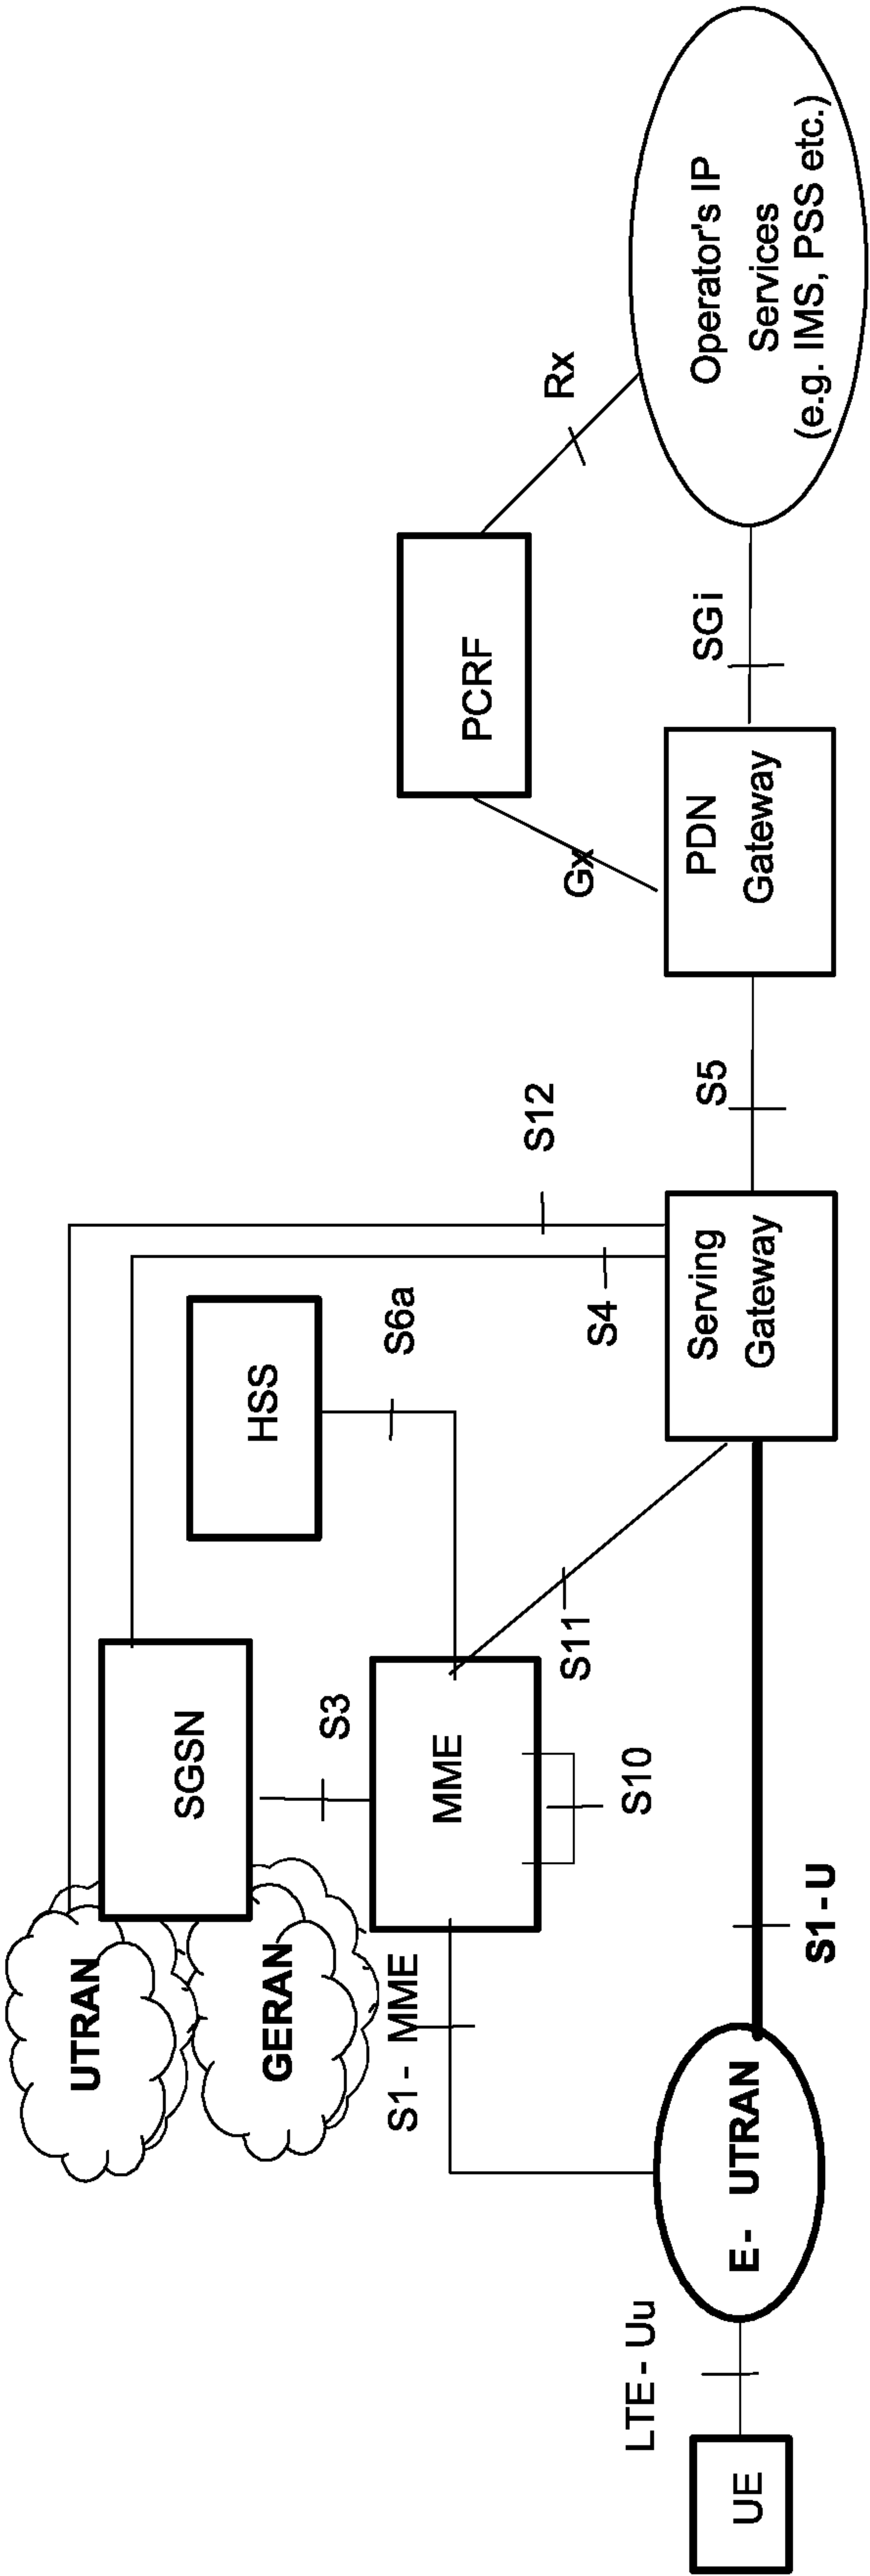 UTRAN
SGSN
GERAN
HSS
S3
S6a
S1- MME
MME
S12
PCRF
Rx
S4
Gx
S11
S10
LTE- Uu
UE
E- UTRAN
S1-U
Serving
Gateway
S5
PDN
Gateway
SGi
Operator's IP
Services
(e.g. IMS, PSS etc.)